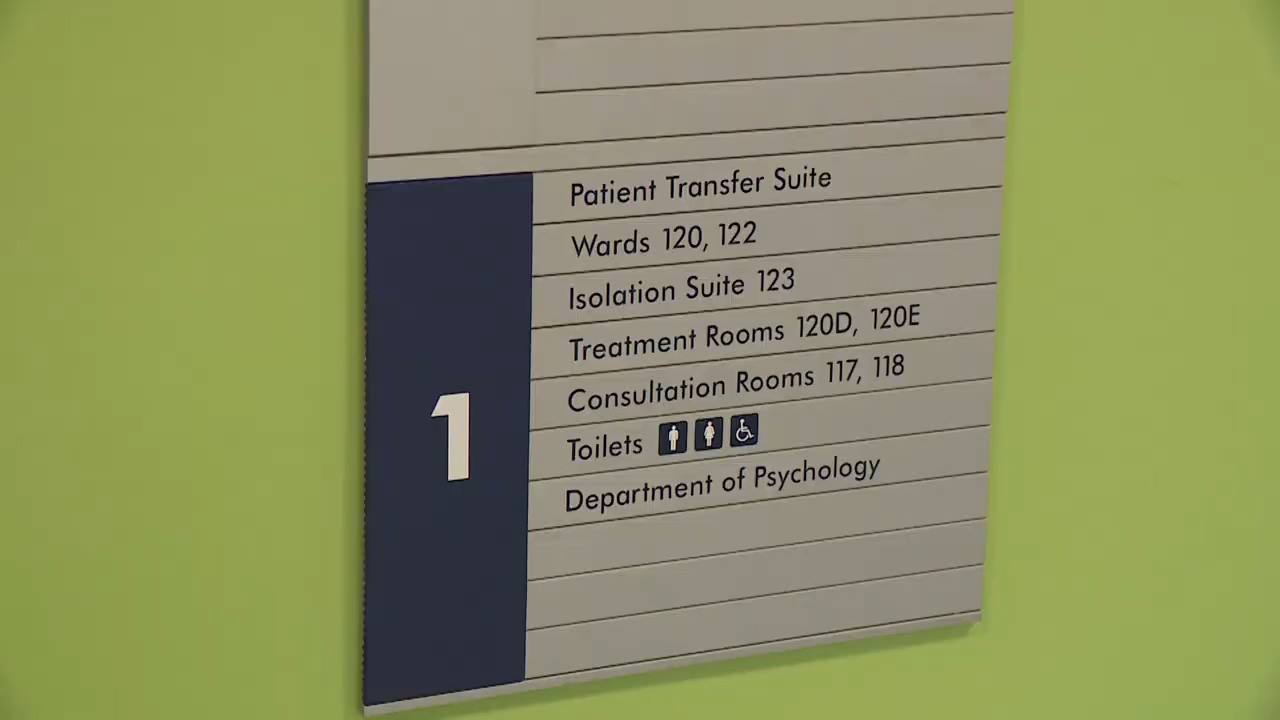 1
Patient Transfer Suite
Wards 120, 122
Isolation Suite 123
Treatment Rooms 120D, 120E
Consultation Rooms 117, 118
Toilets
Department of Psychology